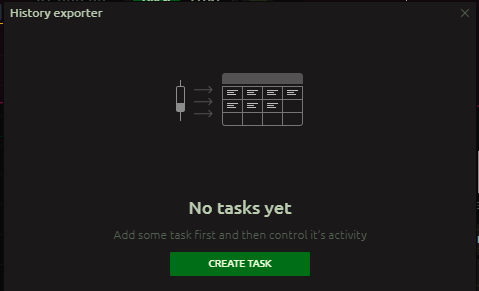 History exporter
No tasks yet
Add some task first and then control it's activity
CREATE TASK